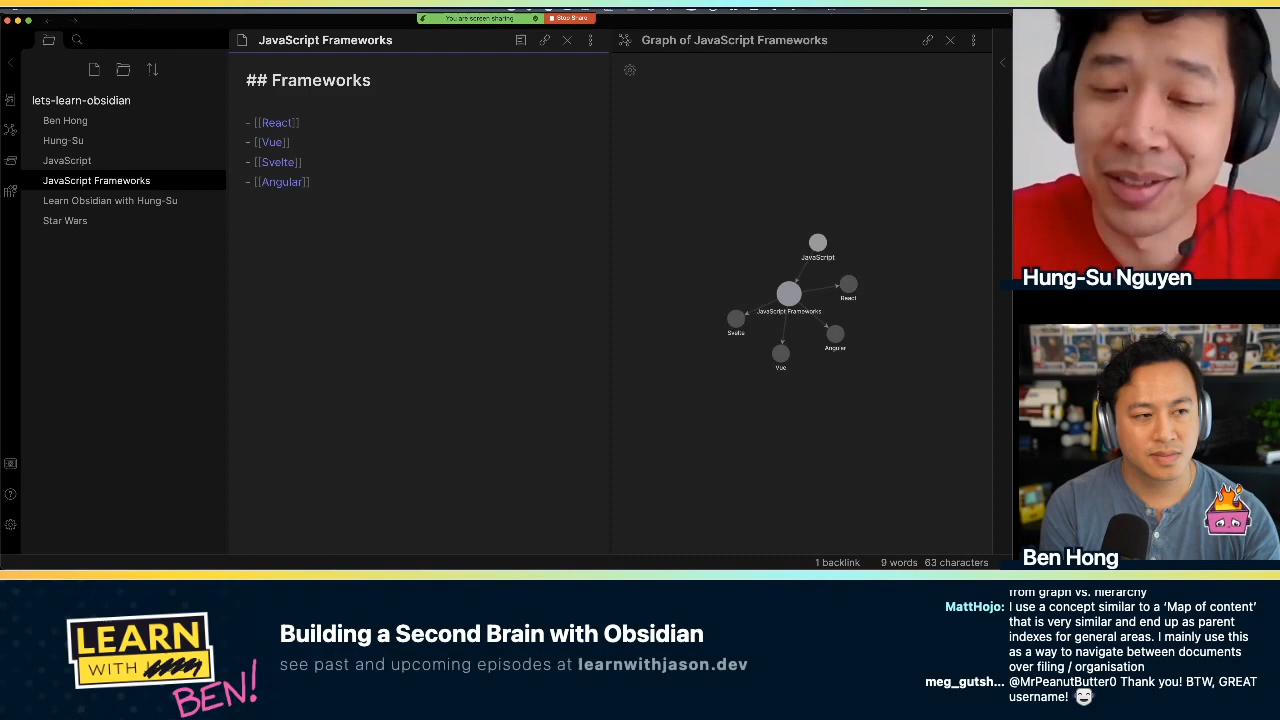 You are screen sharing
Stop Share
JavaScript Frameworks
Graph of JavaScript Frameworks
## Frameworks
- [[React]]
- [[Vue]]
- [[Svelte]]
- [[Angular]]
lets-learn-obsidian
Ben Hong
Hung-Su
JavaScript
JavaScript Frameworks
Learn Obsidian with Hung-Su
Star Wars
JavaScript
React
JavaScript Frameworks
Svelte
Angular
Vue
1 backlink
9 words
63 characters
Hung-Su Nguyen
Ben Hong
LEARN
WITH
BEN!
Building a Second Brain with Obsidian
see past and upcoming episodes at learnwithjason.dev
from graph vs. hierarchy
MattHojo: I use a concept similar to a ‘Map of content’
that is very similar and end up as parent
indexes for general areas. I mainly use this
as a way to navigate between documents
over filing / organisation
meg_gutsh... @MrPeanutButter0 Thank you! BTW, GREAT
username!